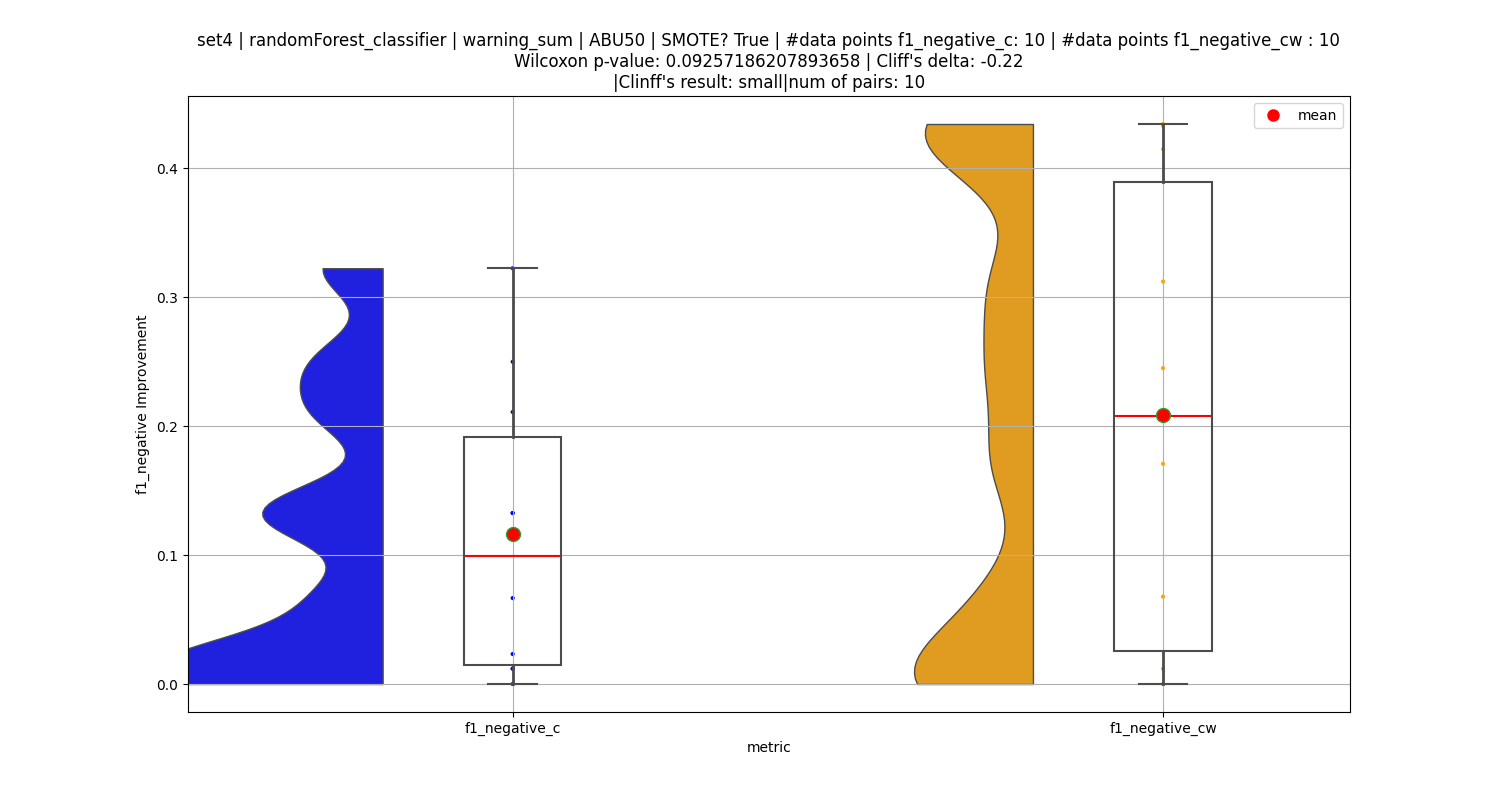 set4 | randomForest_classifier | warning_sum | ABU50 | SMOTE? True | #data points f1_negative_c: 10 | #data points f1_negative_cw : 10
Wilcoxon p-value: 0.09257186207893658 | Cliff's delta: -0.22
|Clinff's result: small|num of pairs: 10
mean
0.4
0.3
0.2
0.1
0.0
f1_negative Improvement
f1_negative_c
f1_negative_cw
metric